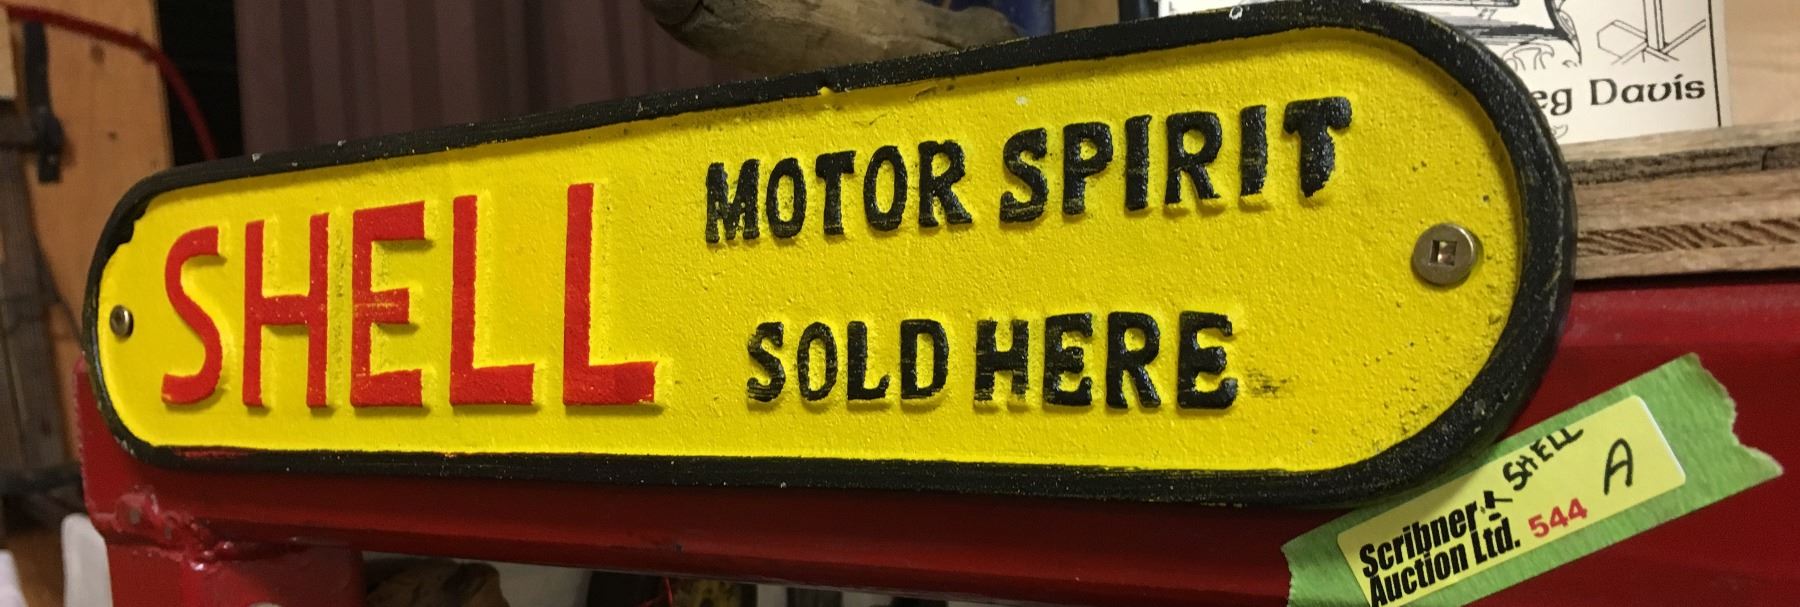 SHELL
MOTOR SPIRIT
SOLD HERE
eg Davis
SHELL
A
Scribner
Auction Ltd.
544